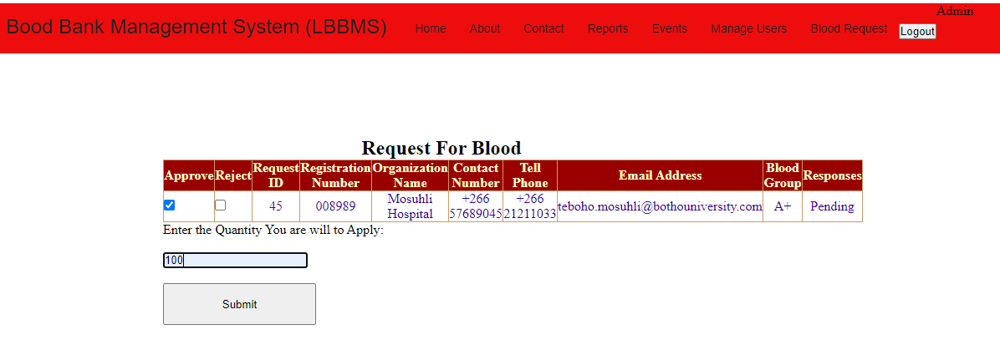 Admin
Bood Bank Management System (LBBMS) Home About Contact Reports Events Manage Users Blood Request Logout
Request For Blood
Approve Reject Request ID Registration Number Organization Name Contact Number Tell Phone Email Address Blood Group Responses
45 008989 Mosuhli Hospital +266 57689045 +266 21211033 teboho.mosuhli@bothouniversity.com A+ Pending
Enter the Quantity You are will to Apply:
100
Submit